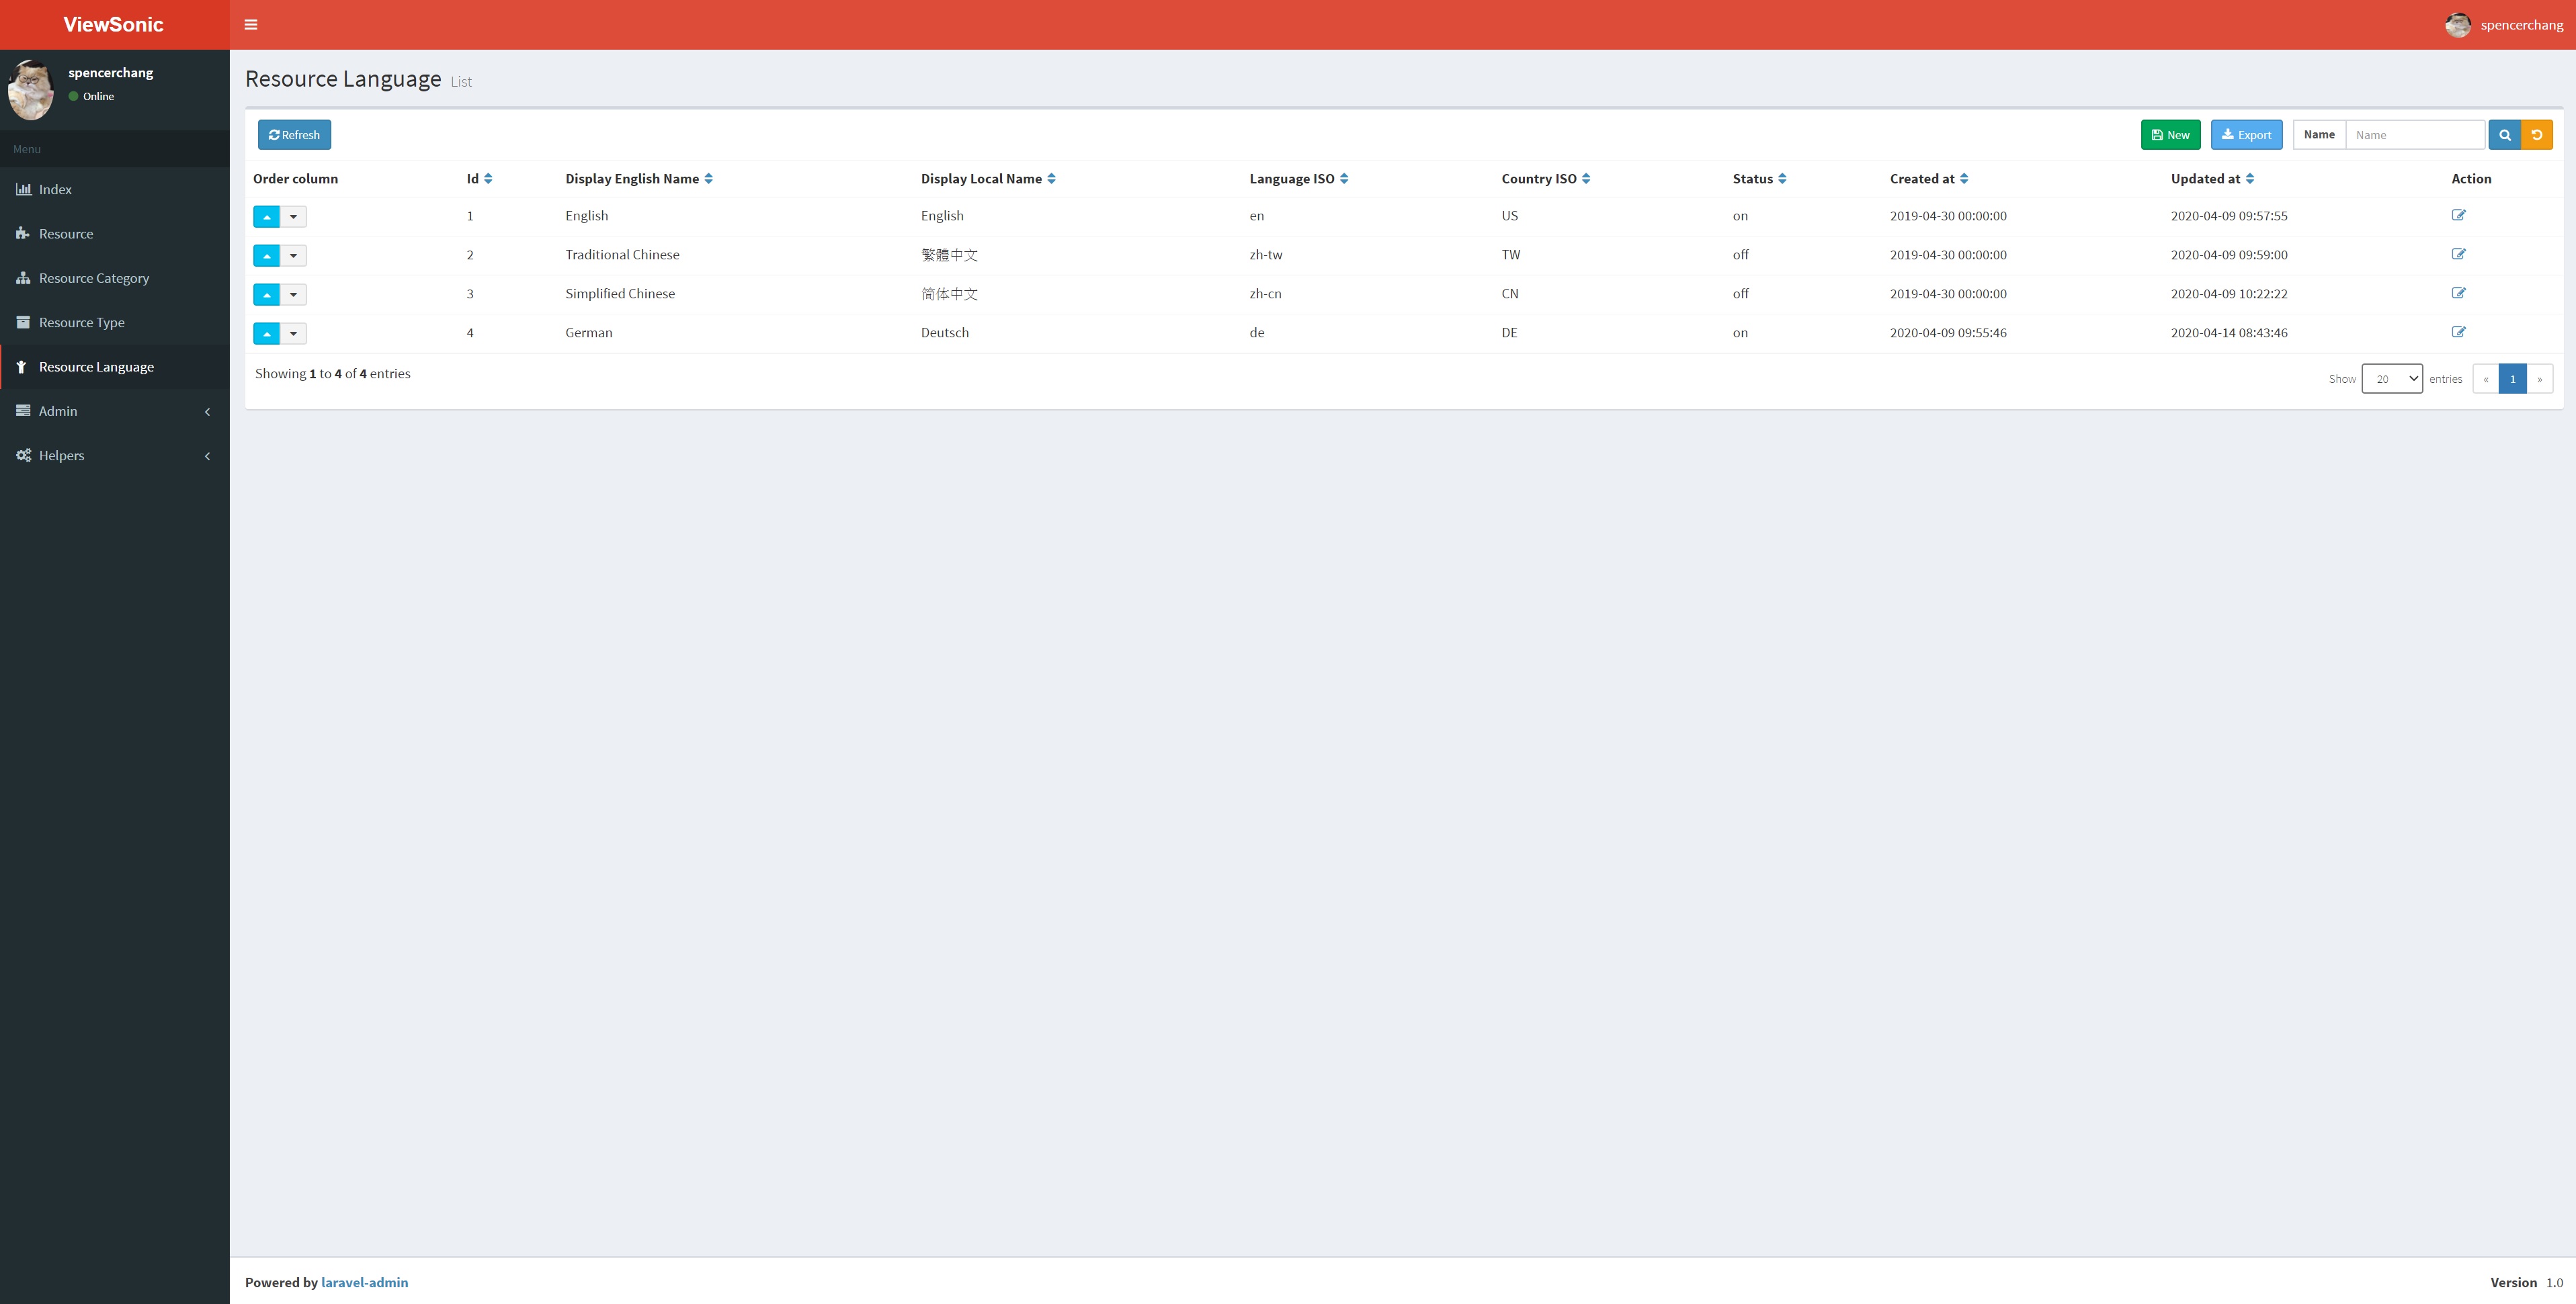 ViewSonic
spencerchang
spencerchang
Online
Menu
Index
Resource
Resource Category
Resource Type
Resource Language
Admin
Helpers
Resource Language List
Refresh
New Export Name Name
Order column Id Display English Name Display Local Name Language ISO Country ISO Status Created at Updated at Action
1 English English en US on 2019-04-30 00:00:00 2020-04-09 09:57:55
2 Traditional Chinese 繁體中文 zh-tw TW off 2019-04-30 00:00:00 2020-04-09 09:59:00
3 Simplified Chinese 简体中文 zh-cn CN off 2019-04-30 00:00:00 2020-04-09 10:22:22
4 German Deutsch de DE on 2020-04-09 09:55:46 2020-04-14 08:43:46
Showing 1 to 4 of 4 entries
Show 20 entries « 1 »
Powered by laravel-admin
Version 1.0